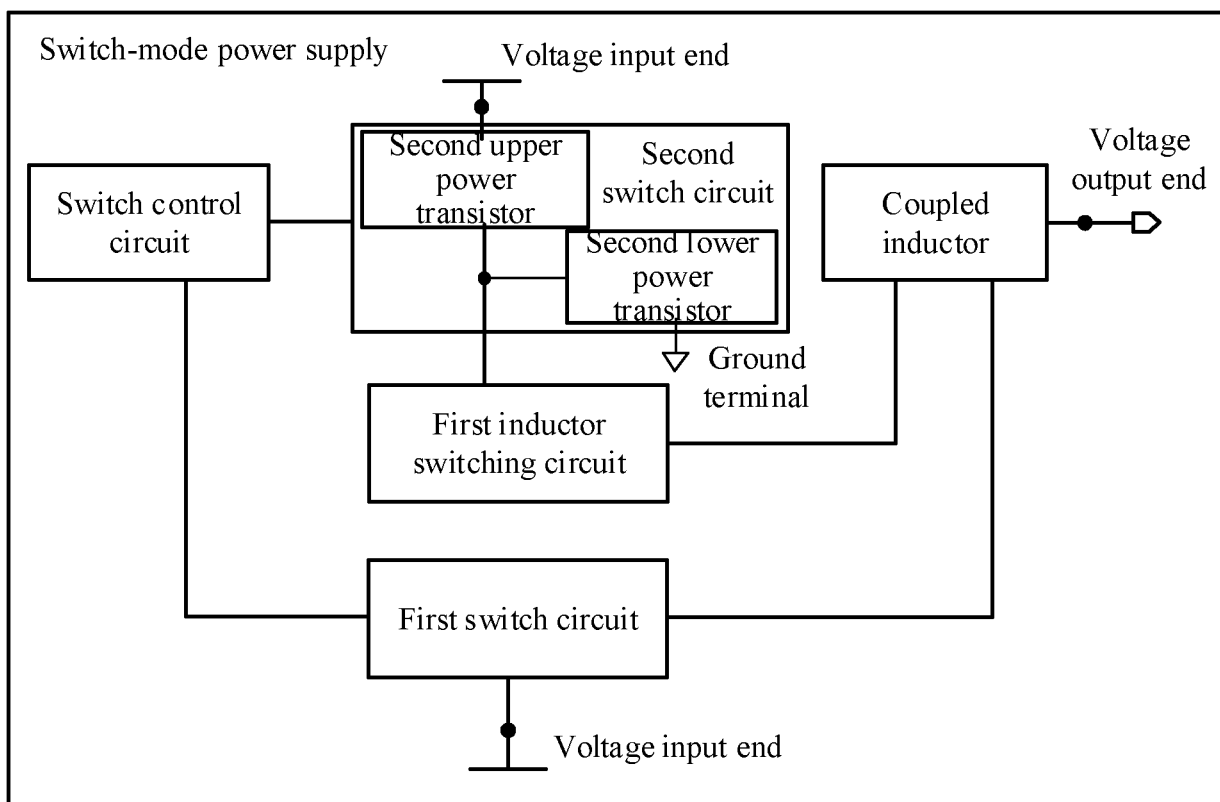 Switch-mode power supply
Voltage input end
Second upper
power
transistor
Second
switch circuit
Voltage
output end
Switch control
circuit
Coupled
inductor
Second lower
power
transistor
Ground
terminal
First inductor
switching circuit
First switch circuit
Voltage input end